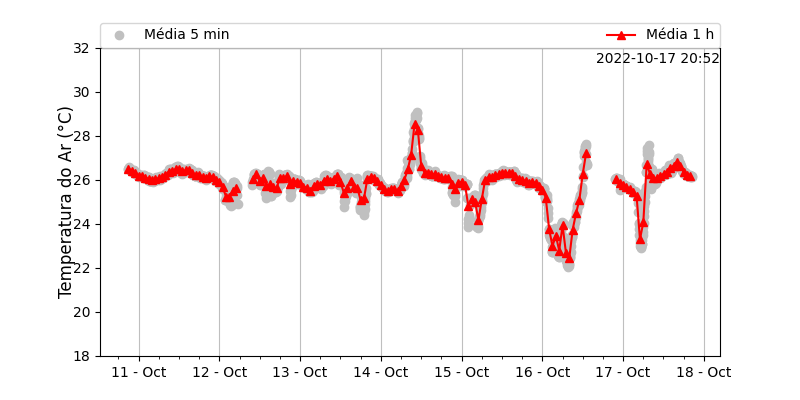 Média 5 min
Média 1 h
2022-10-17 20:52
Temperatura do Ar (°C)
32
30
28
26
24
22
20
18
11 - Oct
12 - Oct
13 - Oct
14 - Oct
15 - Oct
16 - Oct
17 - Oct
18 - Oct